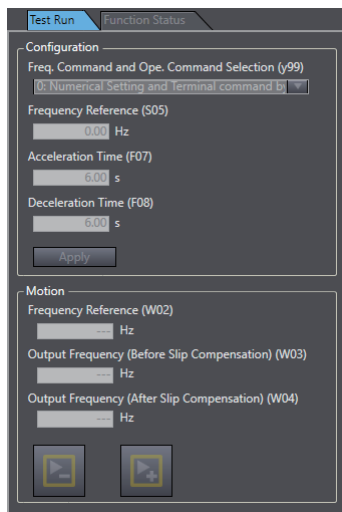 Test Run Function Status
Configuration
Freq. Command and Ope. Command Selection (y99)
0: Numerical Setting and Terminal command by
Frequency Reference (S05)
0.00 Hz
Acceleration Time (F07)
6.00 s
Deceleration Time (F08)
6.00 s
Apply
Motion
Frequency Reference (W02)
--- Hz
Output Frequency (Before Slip Compensation) (W03)
--- Hz
Output Frequency (After Slip Compensation) (W04)
--- Hz